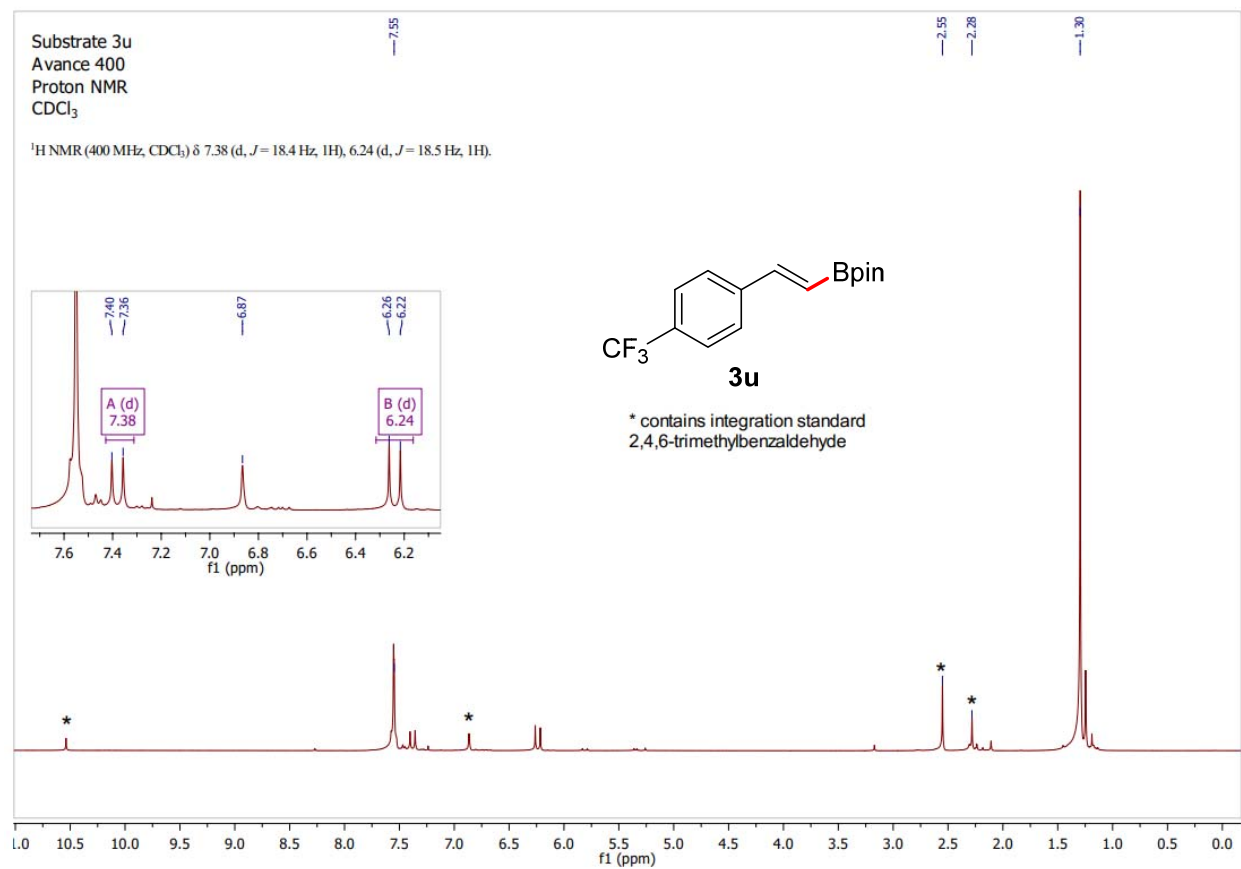 7.55
2.55
2.28
1.30
Substrate 3u
Avance 400
Proton NMR
CDCl₃
¹H NMR (400 MHz, CDCl₃) δ 7.38 (d, J = 18.4 Hz, 1H), 6.24 (d, J = 18.5 Hz, 1H).
Bpin
CF₃
3u
* contains integration standard
2,4,6-trimethylbenzaldehyde
7.40
7.36
6.87
6.26
6.22
A (d)
7.38
B (d)
6.24
7.6 7.4 7.2 7.0 6.8 6.6 6.4 6.2
f1 (ppm)
* * * *
1.0 10.5 10.0 9.5 9.0 8.5 8.0 7.5 7.0 6.5 6.0 5.5 5.0 4.5 4.0 3.5 3.0 2.5 2.0 1.5 1.0 0.5 0.0
f1 (ppm)